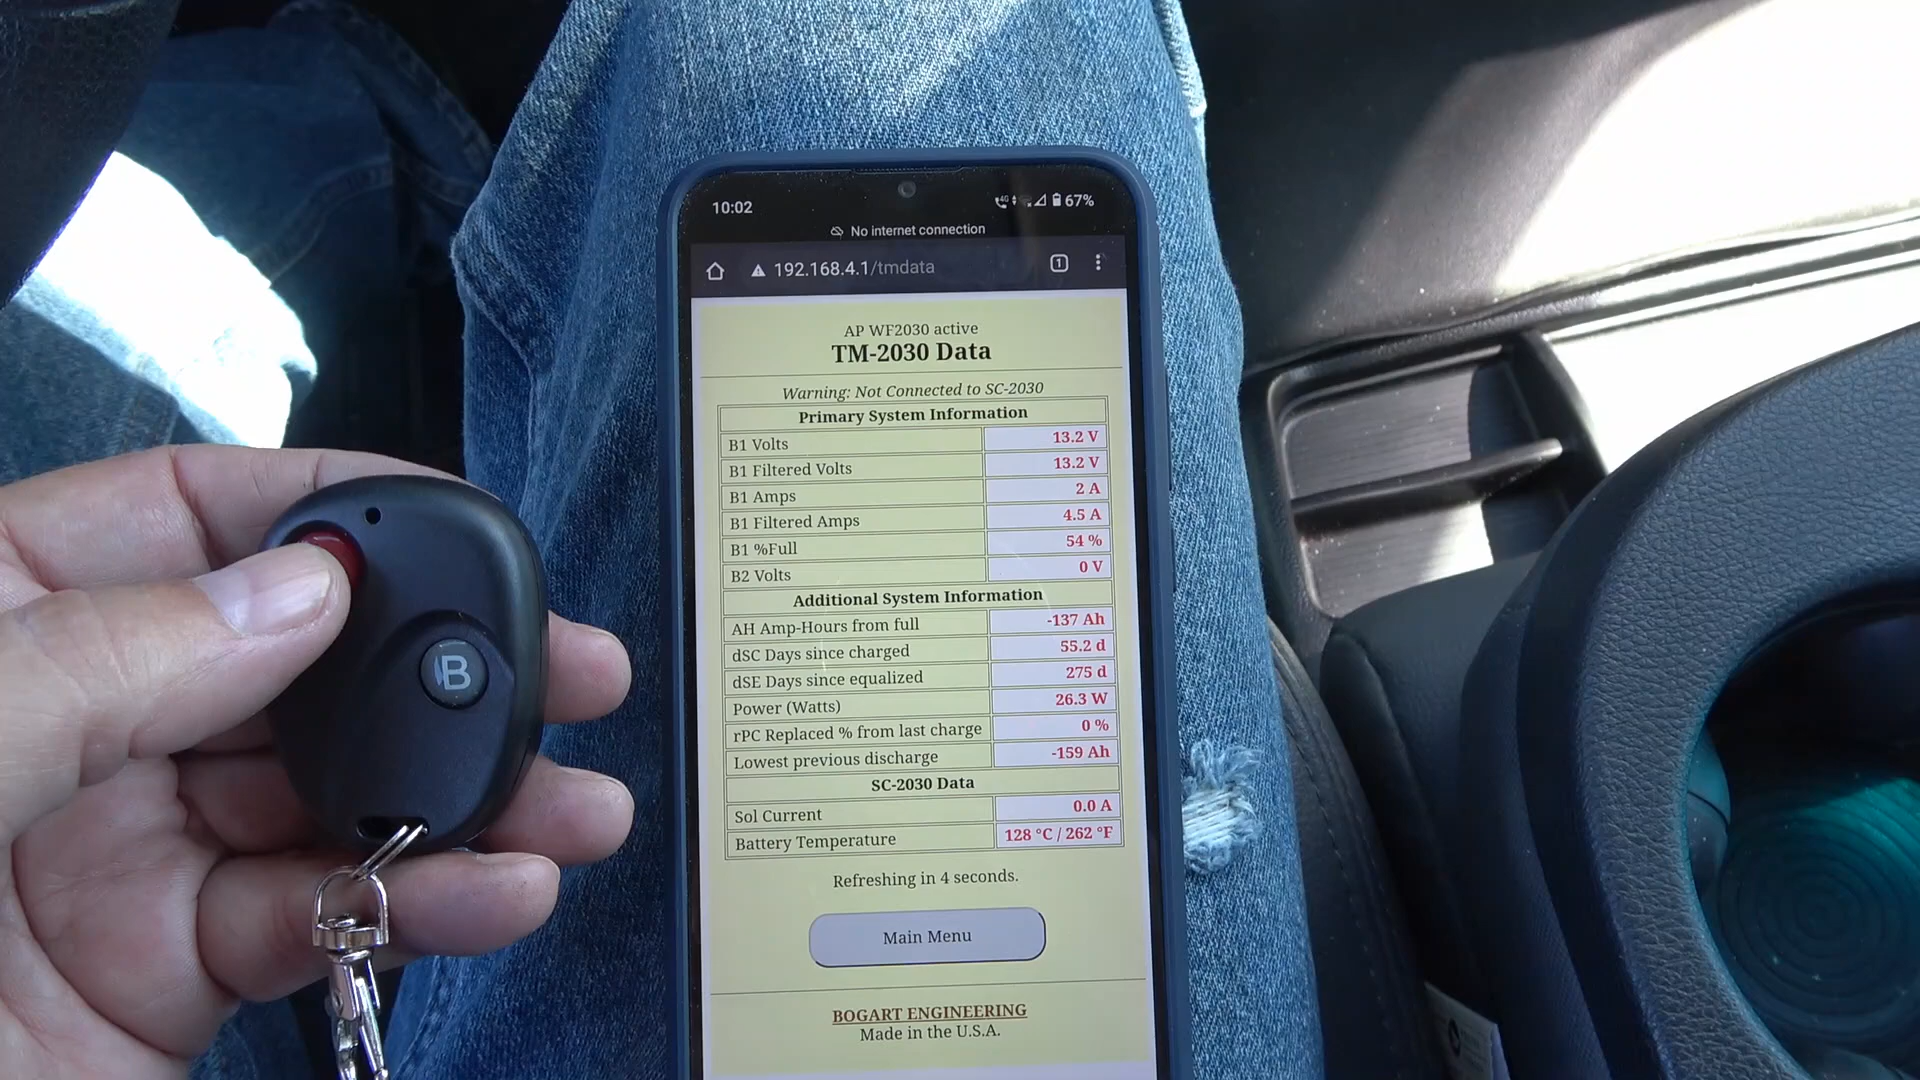 10:02
4G 67%
No internet connection
192.168.4.1/tmdata 1
AP WF2030 active
TM-2030 Data
Warning: Not Connected to SC-2030
Primary System Information
B1 Volts 13.2 V
B1 Filtered Volts 13.2 V
B1 Amps 2 A
B1 Filtered Amps 4.5 A
B1 %Full 54 %
B2 Volts 0 V
Additional System Information
AH Amp-Hours from full -137 Ah
dSC Days since charged 55.2 d
dSE Days since equalized 275 d
Power (Watts) 26.3 W
rPC Replaced % from last charge 0 %
Lowest previous discharge -159 Ah
SC-2030 Data
Sol Current 0.0 A
Battery Temperature 128 °C / 262 °F
Refreshing in 4 seconds.
Main Menu
BOGART ENGINEERING
Made in the U.S.A.
B